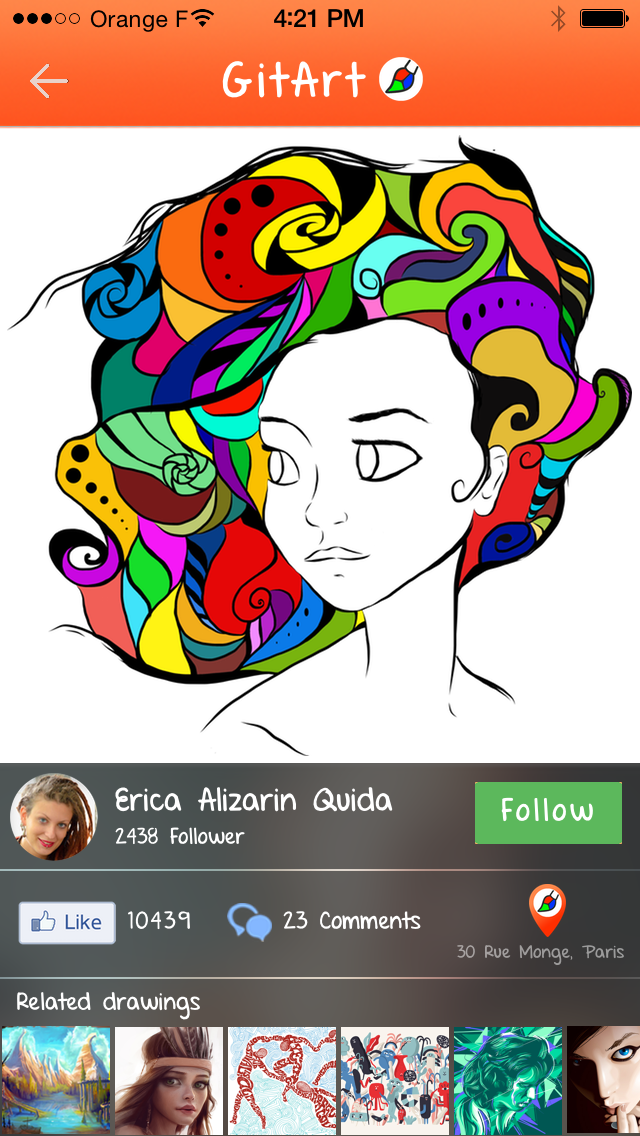 Orange F 4:21 PM
GitArt
Erica Alizarin Quida
Follow
2438 Follower
Like 10439 23 Comments
30 Rue Monge, Paris
Related drawings